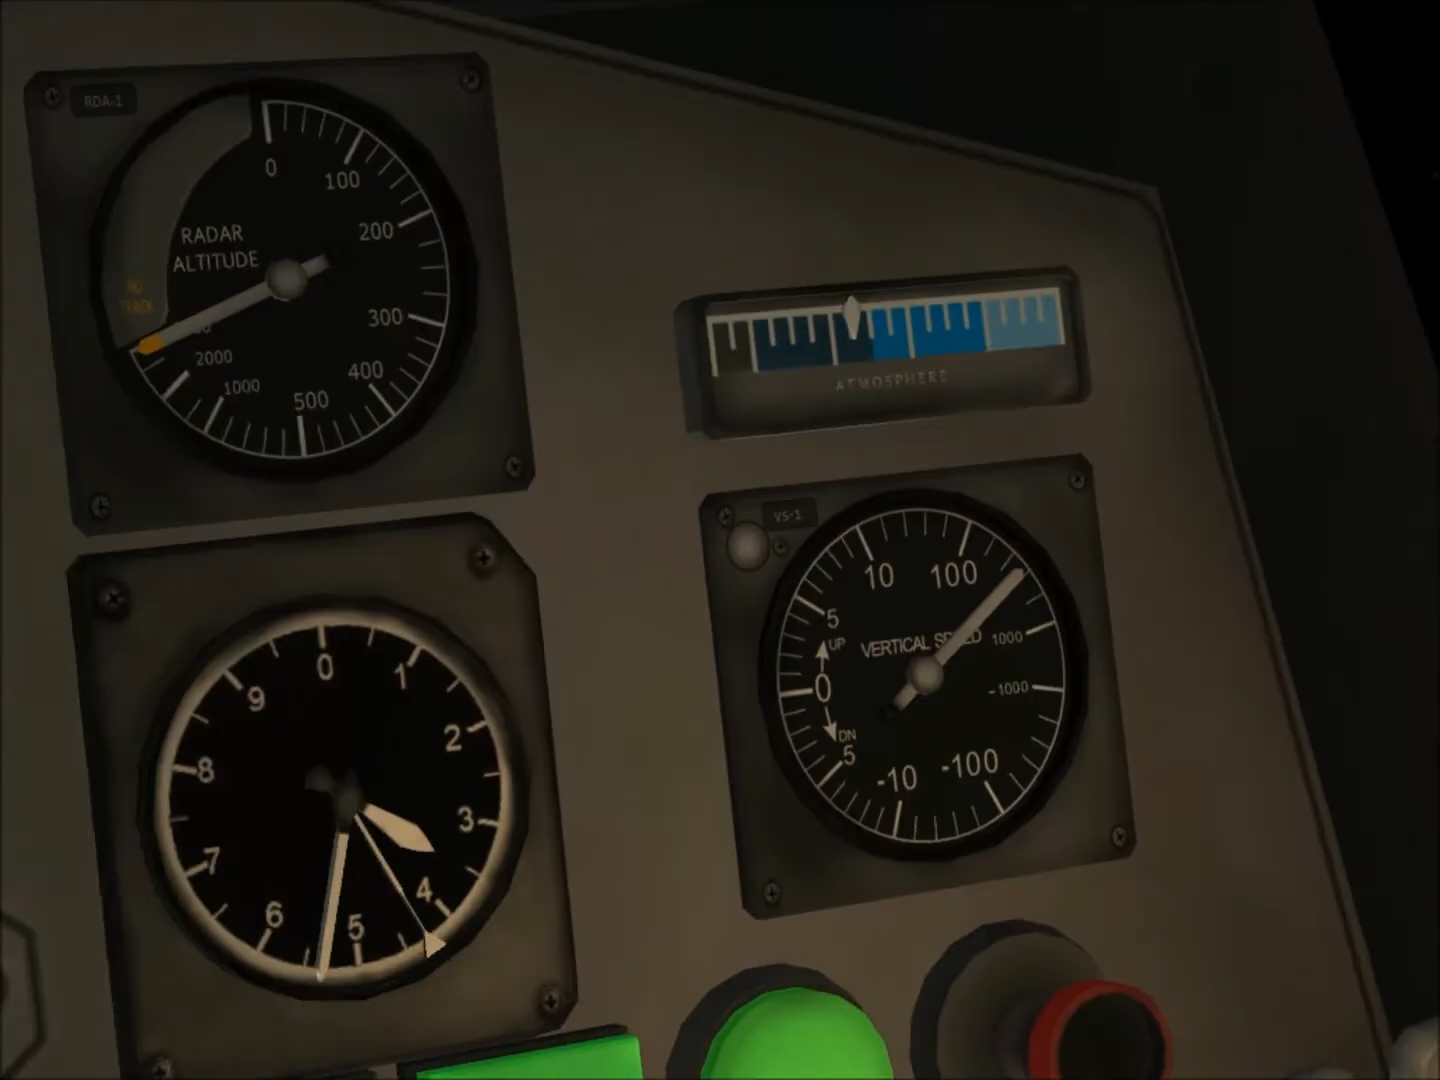 RDA-1
0
100
200
RADAR
ALTITUDE
NO
TRACK
300
2000
400
1000
500
ATMOSPHERE
VS-1
10 100
5
UP
VERTICAL SPEED
1000
0
-1000
DN
5
-10 -100
0
1
9
2
8
3
7
4
6
5